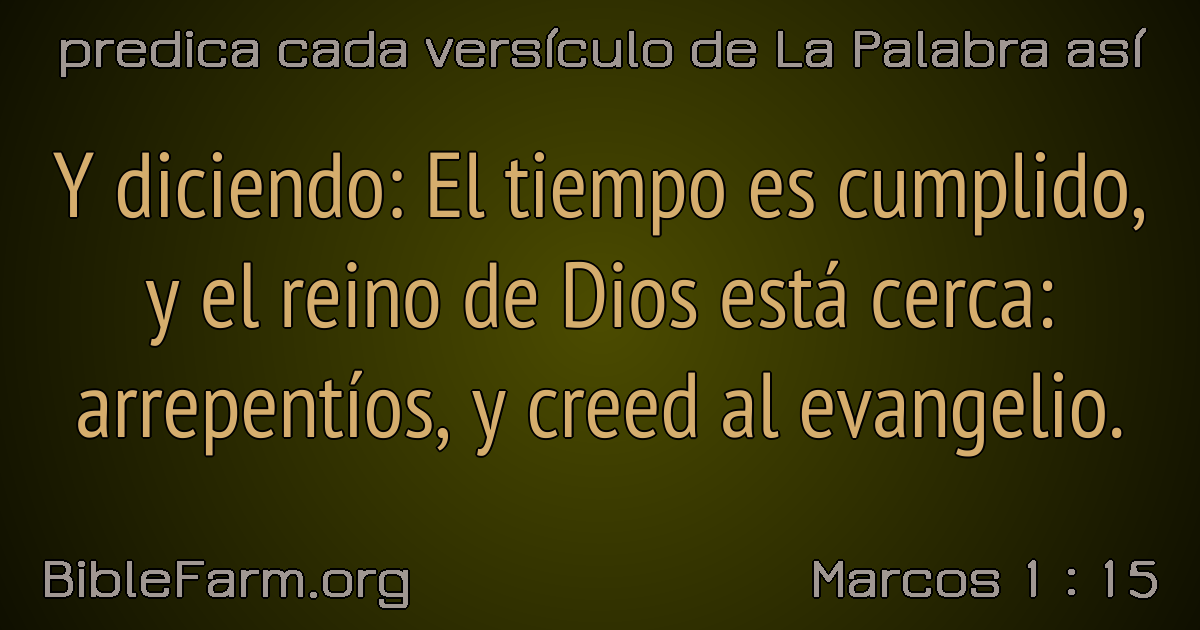 predica cada versículo de La Palabra así
Y diciendo: El tiempo es cumplido,
y el reino de Dios está cerca:
arrepentíos, y creed al evangelio.
BibleFarm.org
Marcos 1 : 15